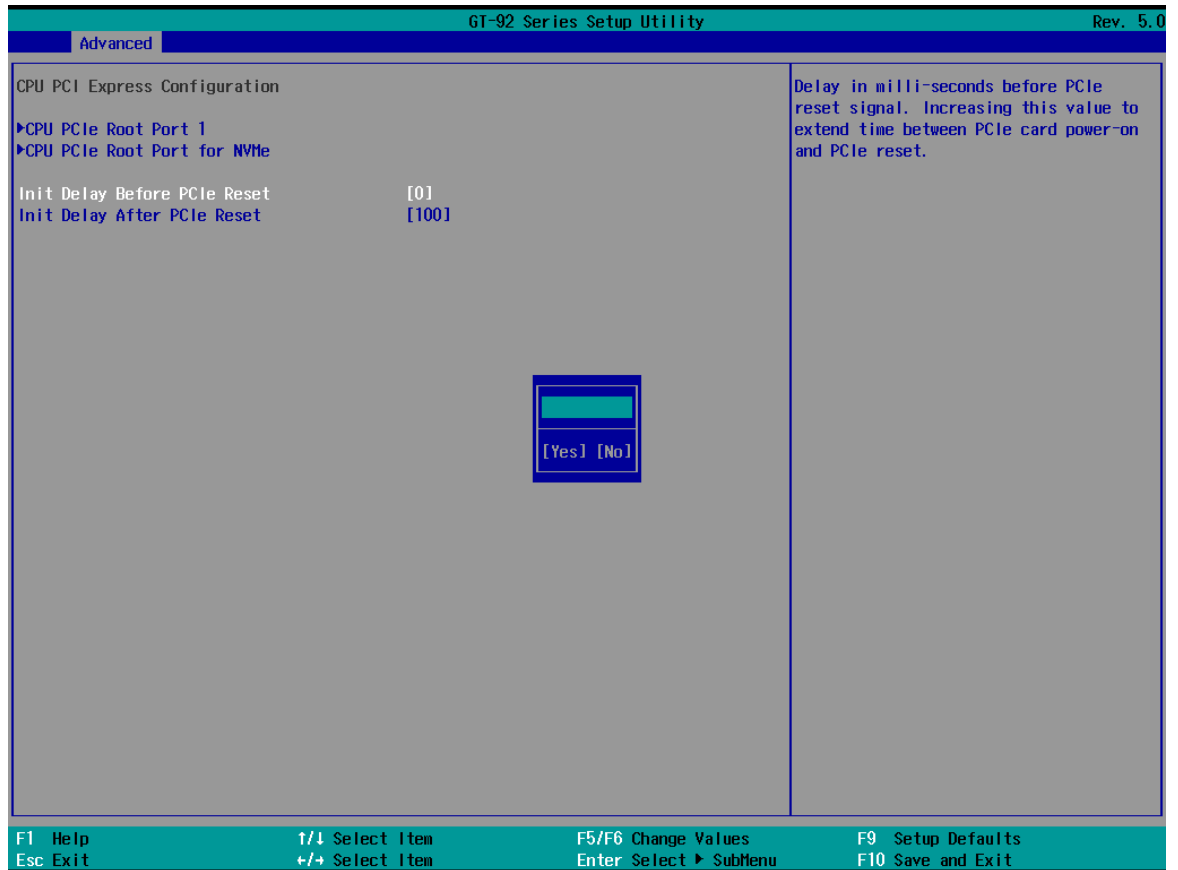 GT-92 Series Setup Utility Rev. 5.0
Advanced
CPU PCI Express Configuration
▶CPU PCIe Root Port 1
▶CPU PCIe Root Port for NVMe
Init Delay Before PCIe Reset [0]
Init Delay After PCIe Reset [100]
Delay in milli-seconds before PCIe
reset signal. Increasing this value to
extend time between PCIe card power-on
and PCIe reset.
[Yes] [No]
F1 Help ↑/↓ Select Item F5/F6 Change Values F9 Setup Defaults
Esc Exit ←/→ Select Item Enter Select ▶ SubMenu F10 Save and Exit